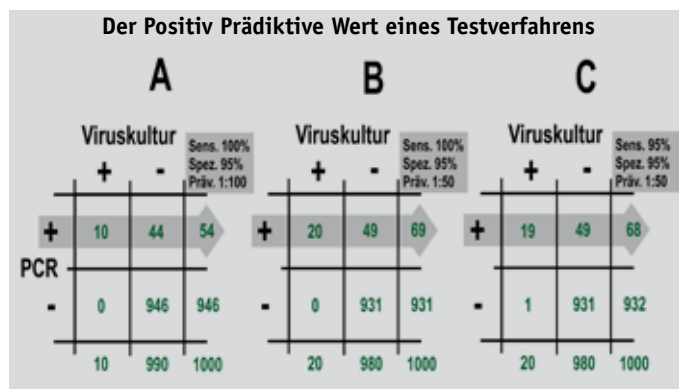 Der Positiv Prädiktive Wert eines Testverfahrens
A B C
Viruskultur
Sens. 100%
Spez. 95%
Präv. 1:100
+ -
Viruskultur
Sens. 100%
Spez. 95%
Präv. 1:50
+ -
Viruskultur
Sens. 95%
Spez. 95%
Präv. 1:50
+ -
+ 10 44 54 + 20 49 69 + 19 49 68
PCR
- 0 946 946 - 0 931 931 - 1 931 932
10 990 1000 20 980 1000 20 980 1000